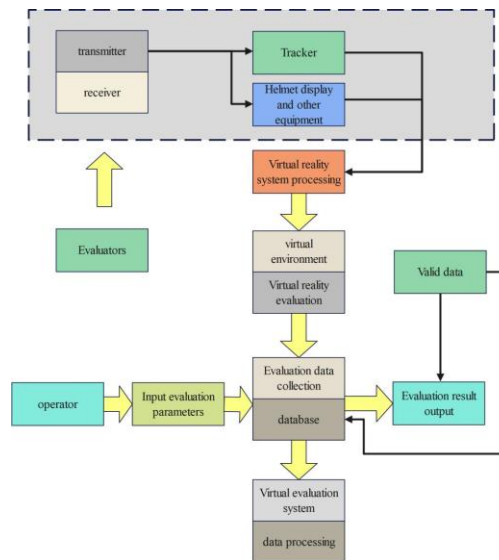 transmitter
receiver
Tracker
Helmet display
and other
equipment
Virtual reality
system processing
Evaluators
virtual
environment
Virtual reality
evaluation
Valid data
operator
Input evaluation
parameters
Evaluation data
collection
database
Evaluation result
output
Virtual evaluation
system
data processing